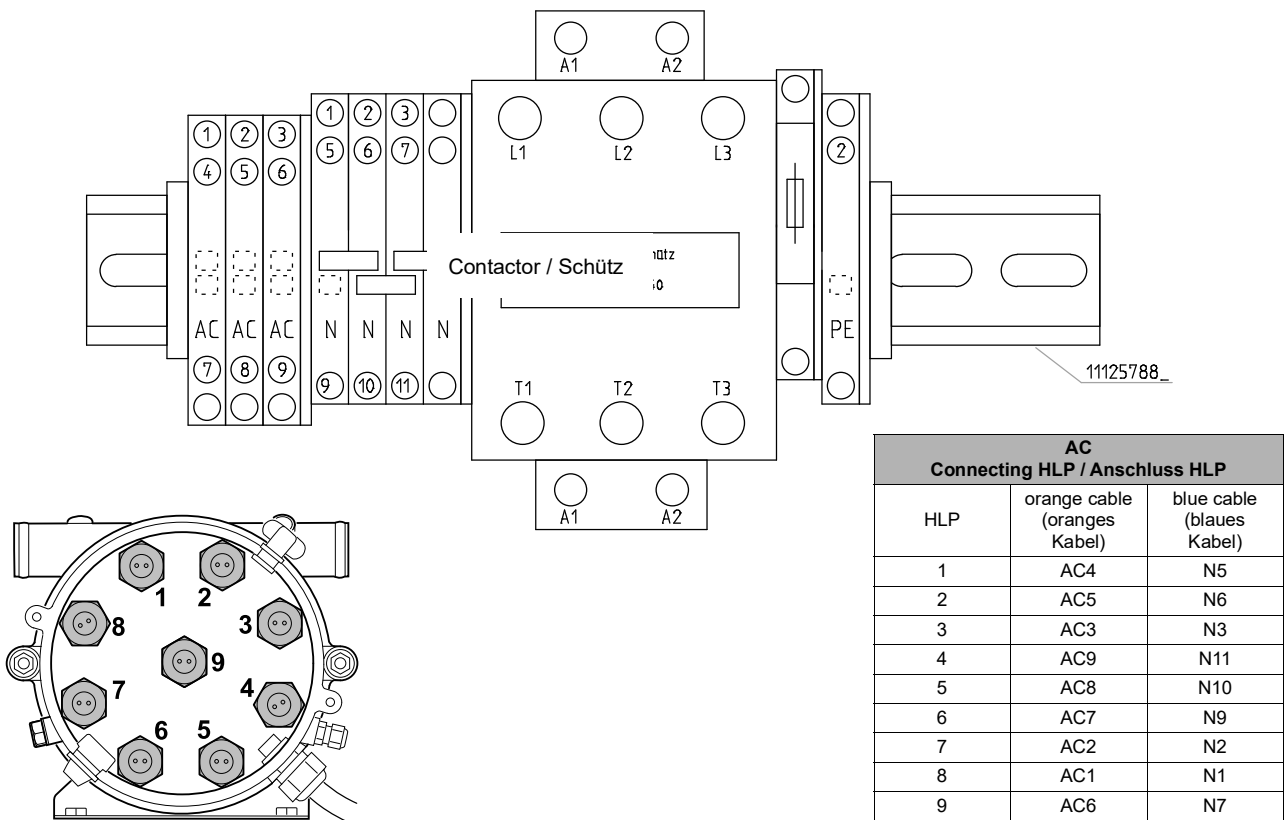 A1 A2
1 2 3 1 2 3
4 5 6 5 6 7
L1 L2 L3
2
Contactor / Schütz
AC AC AC N N N N
PE
7 8 9 9 10 11
T1 T2 T3
11125788_
A1 A2
1 2
8 3
9
7 4
6 5
AC
Connecting HLP / Anschluss HLP
HLP orange cable (oranges Kabel) blue cable (blaues Kabel)
1 AC4 N5
2 AC5 N6
3 AC3 N3
4 AC9 N11
5 AC8 N10
6 AC7 N9
7 AC2 N2
8 AC1 N1
9 AC6 N7